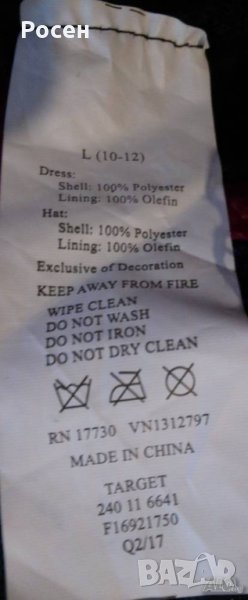 Росен
L (10-12)
Dress:
Shell: 100% Polyester
Lining: 100% Olefin
Hat:
Shell: 100% Polyester
Lining: 100% Olefin
Exclusive of Decoration
KEEP AWAY FROM FIRE
WIPE CLEAN
DO NOT WASH
DO NOT IRON
DO NOT DRY CLEAN
RN 17730 VN1312797
MADE IN CHINA
TARGET
240 11 6641
F16921750
Q2/17
BAZAR
.bg